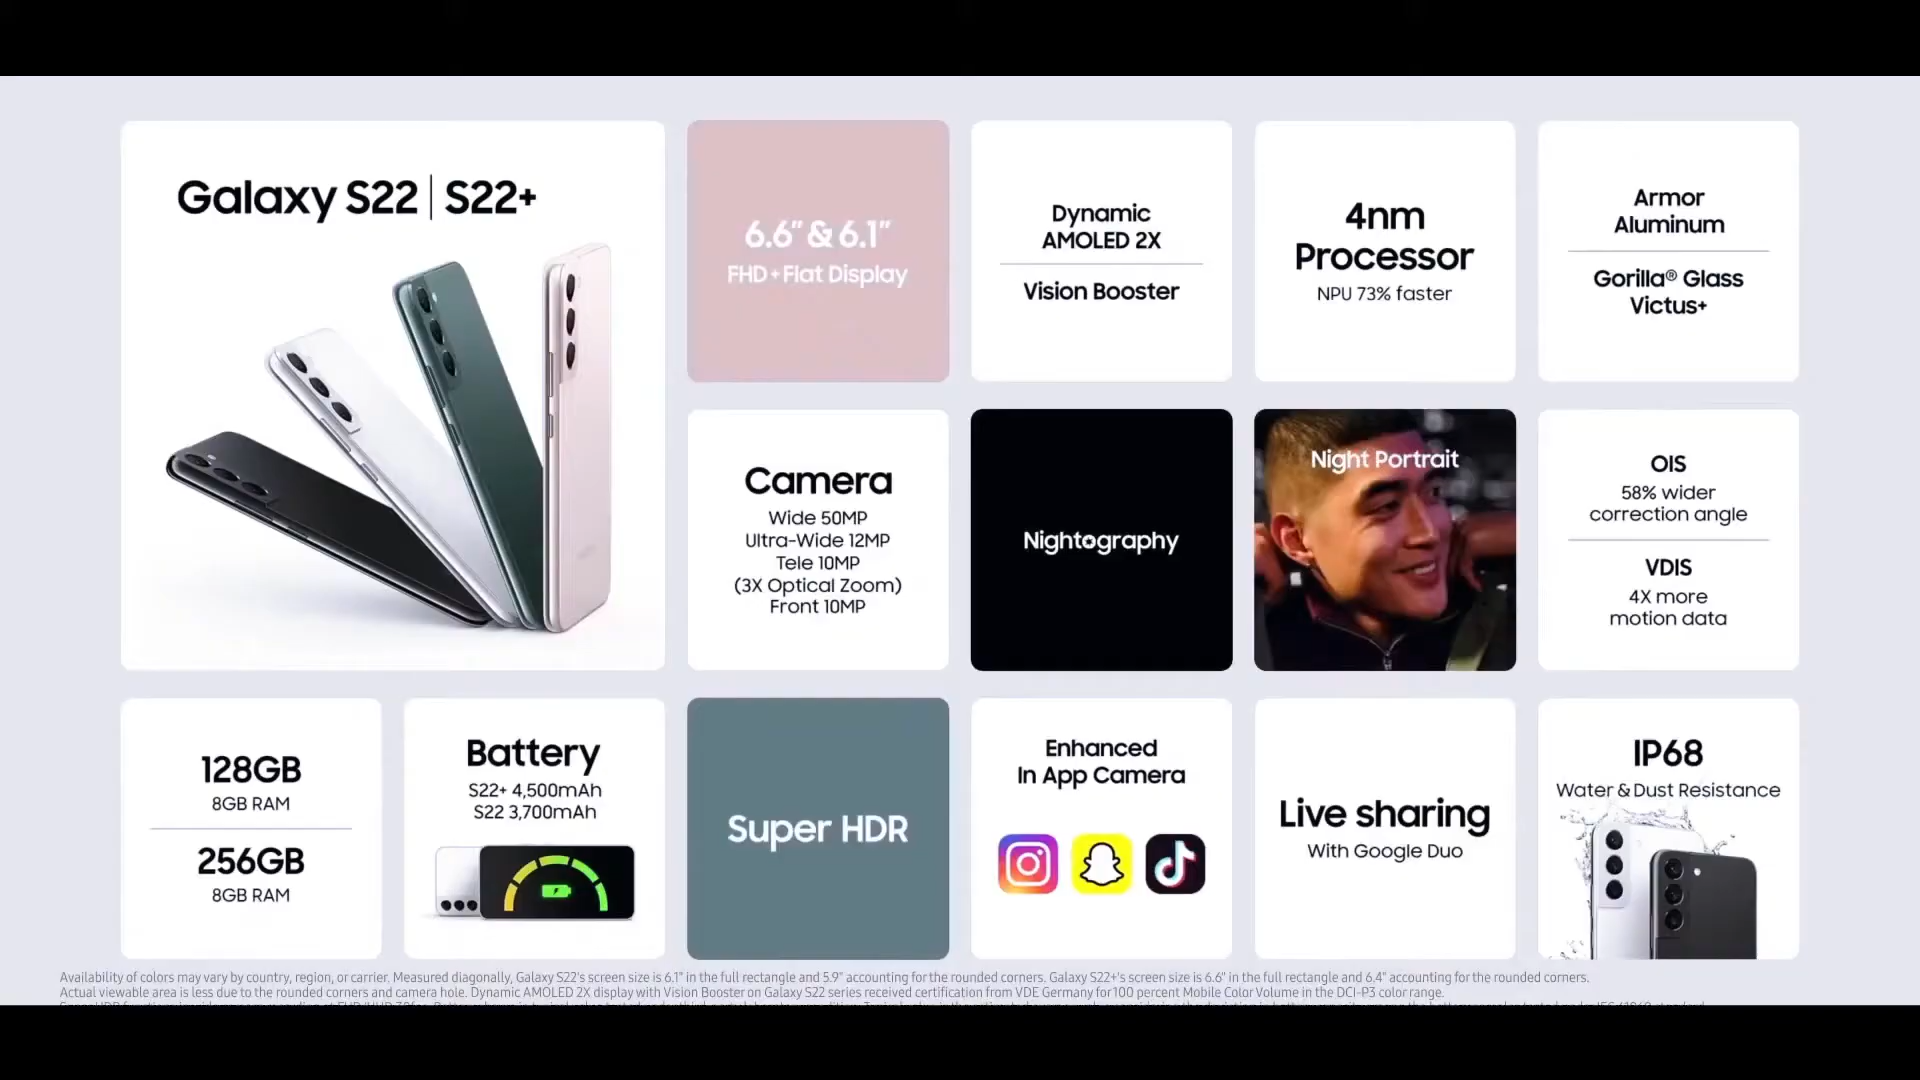 Galaxy S22 | S22+
6.6" & 6.1"
FHD+ Flat Display
Dynamic
AMOLED 2X
Vision Booster
4nm
Processor
NPU 73% faster
Armor
Aluminum
Gorilla® Glass
Victus+
Camera
Wide 50MP
Ultra-Wide 12MP
Tele 10MP
(3X Optical Zoom)
Front 10MP
Nightography
Night Portrait
OIS
58% wider
correction angle
VDIS
4X more
motion data
128GB
8GB RAM
256GB
8GB RAM
Battery
S22+ 4,500mAh
S22 3,700mAh
Super HDR
Enhanced
In App Camera
Live sharing
With Google Duo
IP68
Water & Dust Resistance
Availability of colors may vary by country, region, or carrier. Measured diagonally, Galaxy S22's screen size is 6.1" in the full rectangle and 5.9" accounting for the rounded corners. Galaxy S22+'s screen size is 6.6" in the full rectangle and 6.4" accounting for the rounded corners.
Actual viewable area is less due to the rounded corners and camera hole. Dynamic AMOLED 2X display with Vision Booster on Galaxy S22 series received certification from VDE Germany for 100 percent Mobile Color Volume in the DCI-P3 color range.